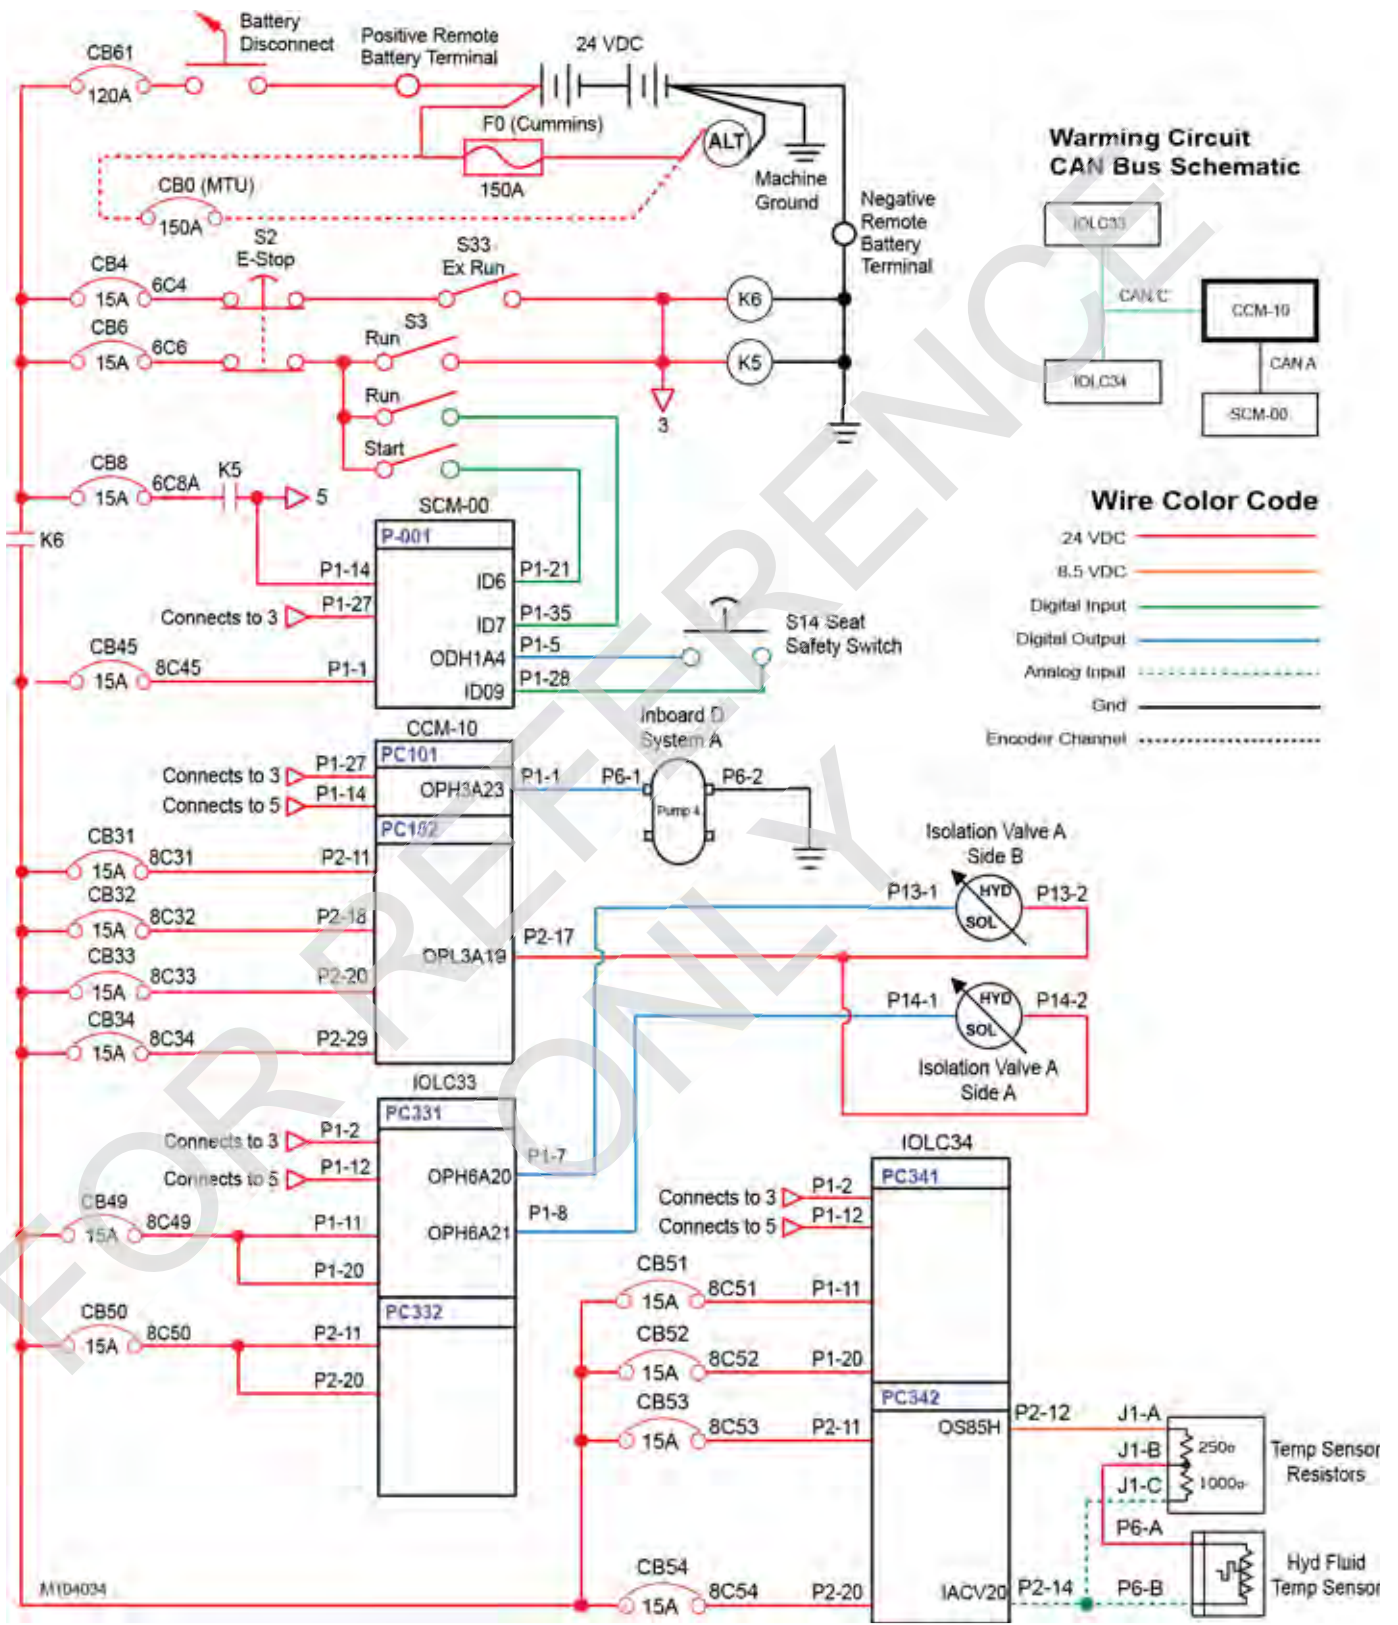 Battery
Disconnect
Positive Remote
Battery Terminal
24 VDC
CB61
120A
F0 (Cummins)
150A
ALT
Machine
Ground
CB0 (MTU)
150A
Negative
Remote
Battery
Terminal
Warming Circuit
CAN Bus Schematic
IOLC33
CAN C
CCM-10
IOLC34
CAN A
SCM-00
S2
E-Stop
S33
Ex Run
CB4
15A
6C4
K6
CB6
15A
6C6
Run
S3
K5
Run
3
Start
CB8
15A
6C8A
K5
5
K6
Wire Color Code
24 VDC
8.5 VDC
Digital Input
Digital Output
Analog Input
Gnd
Encoder Channel
SCM-00
P-001
P1-14
ID6
P1-21
Connects to 3
P1-27
ID7
P1-35
CB45
15A
8C45
P1-1
ODH1A4
P1-5
ID09
P1-28
S14 Seat
Safety Switch
CCM-10
PC101
Connects to 3
P1-27
Connects to 5
P1-14
OPH3A23
P1-1
P6-1
P6-2
Inboard D
System A
Pump 4
PC102
CB31
15A
8C31
P2-11
CB32
15A
8C32
P2-18
CB33
15A
8C33
P2-20
CB34
15A
8C34
P2-29
OPL3A19
P2-17
Isolation Valve A
Side B
P13-1
HYD
SOL
P13-2
P14-1
HYD
SOL
P14-2
Isolation Valve A
Side A
IOLC33
PC331
Connects to 3
P1-2
Connects to 5
P1-12
OPH6A20
P1-7
CB49
15A
8C49
P1-11
OPH6A21
P1-8
P1-20
PC332
CB50
15A
8C50
P2-11
P2-20
IOLC34
PC341
Connects to 3
P1-2
Connects to 5
P1-12
CB51
15A
8C51
P1-11
CB52
15A
8C52
P1-20
PC342
CB53
15A
8C53
P2-11
OS85H
P2-12
J1-A
J1-B
J1-C
250o
1000o
Temp Sensor
Resistors
P6-A
CB54
15A
8C54
P2-20
IACV20
P2-14
P6-B
Hyd Fluid
Temp Sensor
M104034
FOR REFERENCE
ONLY